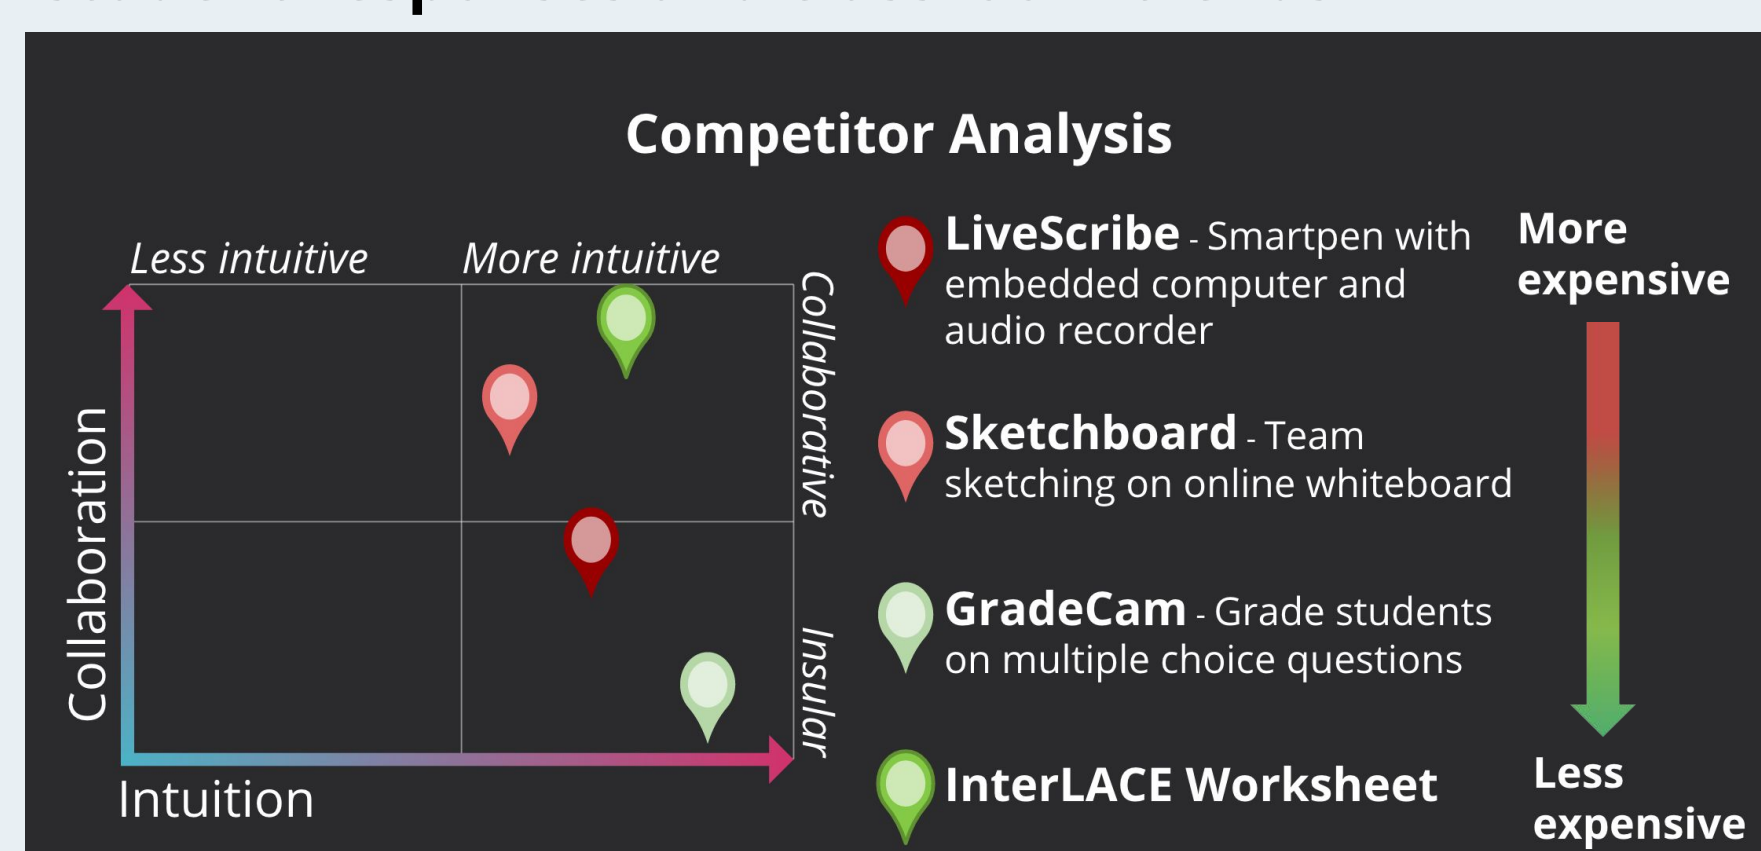 Competitor Analysis
Less intuitive
More intuitive
Collaborative
Insular
Collaboration
Intuition
LiveScribe - Smartpen with
embedded computer and
audio recorder
Sketchboard - Team
sketching on online whiteboard
GradeCam - Grade students
on multiple choice questions
InterLACE Worksheet
More
expensive
Less
expensive